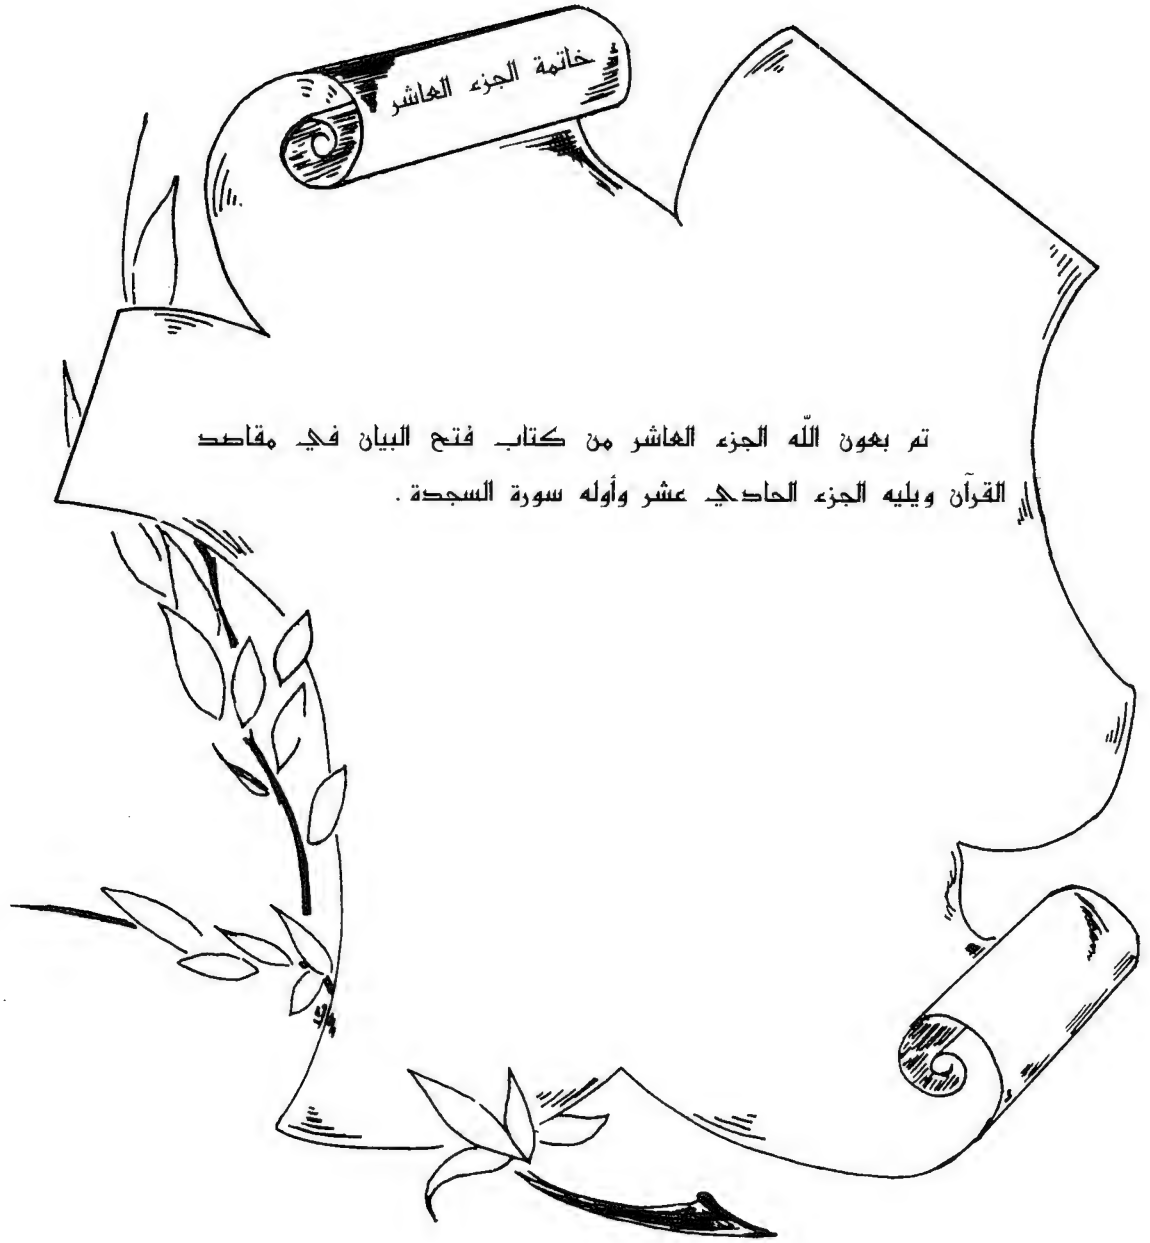 خاتمة الجزء العاشر
تم بعون اللّه الجزء العاشر من كتاب فتح البيان في مقاصد
القرآن ويليه الجزء الحادي عشر وأوله سورة السجدة .